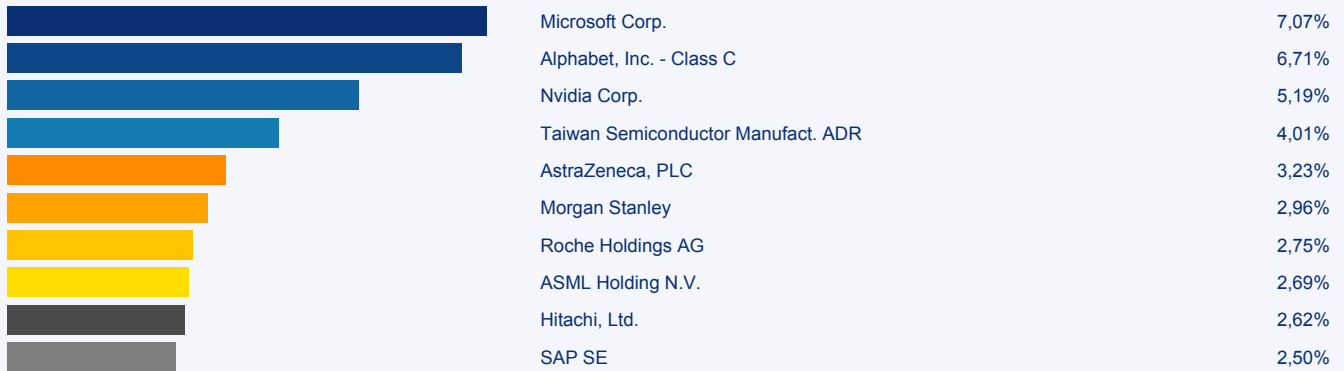 Microsoft Corp. 7,07%
Alphabet, Inc. - Class C 6,71%
Nvidia Corp. 5,19%
Taiwan Semiconductor Manufact. ADR 4,01%
AstraZeneca, PLC 3,23%
Morgan Stanley 2,96%
Roche Holdings AG 2,75%
ASML Holding N.V. 2,69%
Hitachi, Ltd. 2,62%
SAP SE 2,50%